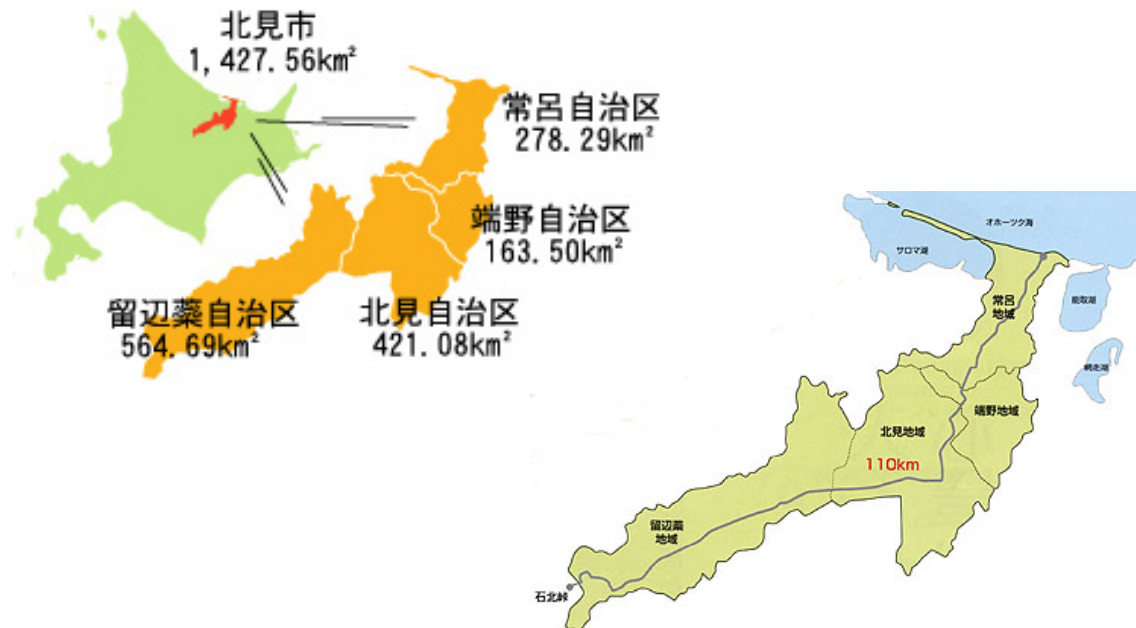 北見市
1,427.56km²
常呂自治区
278.29km²
端野自治区
163.50km²
留辺蘂自治区
564.69km²
北見自治区
421.08km²
オホーツク海
サロマ湖
能取湖
常呂
地域
網走湖
端野地域
北見地域
110km
留辺蘂
地域
石北峠